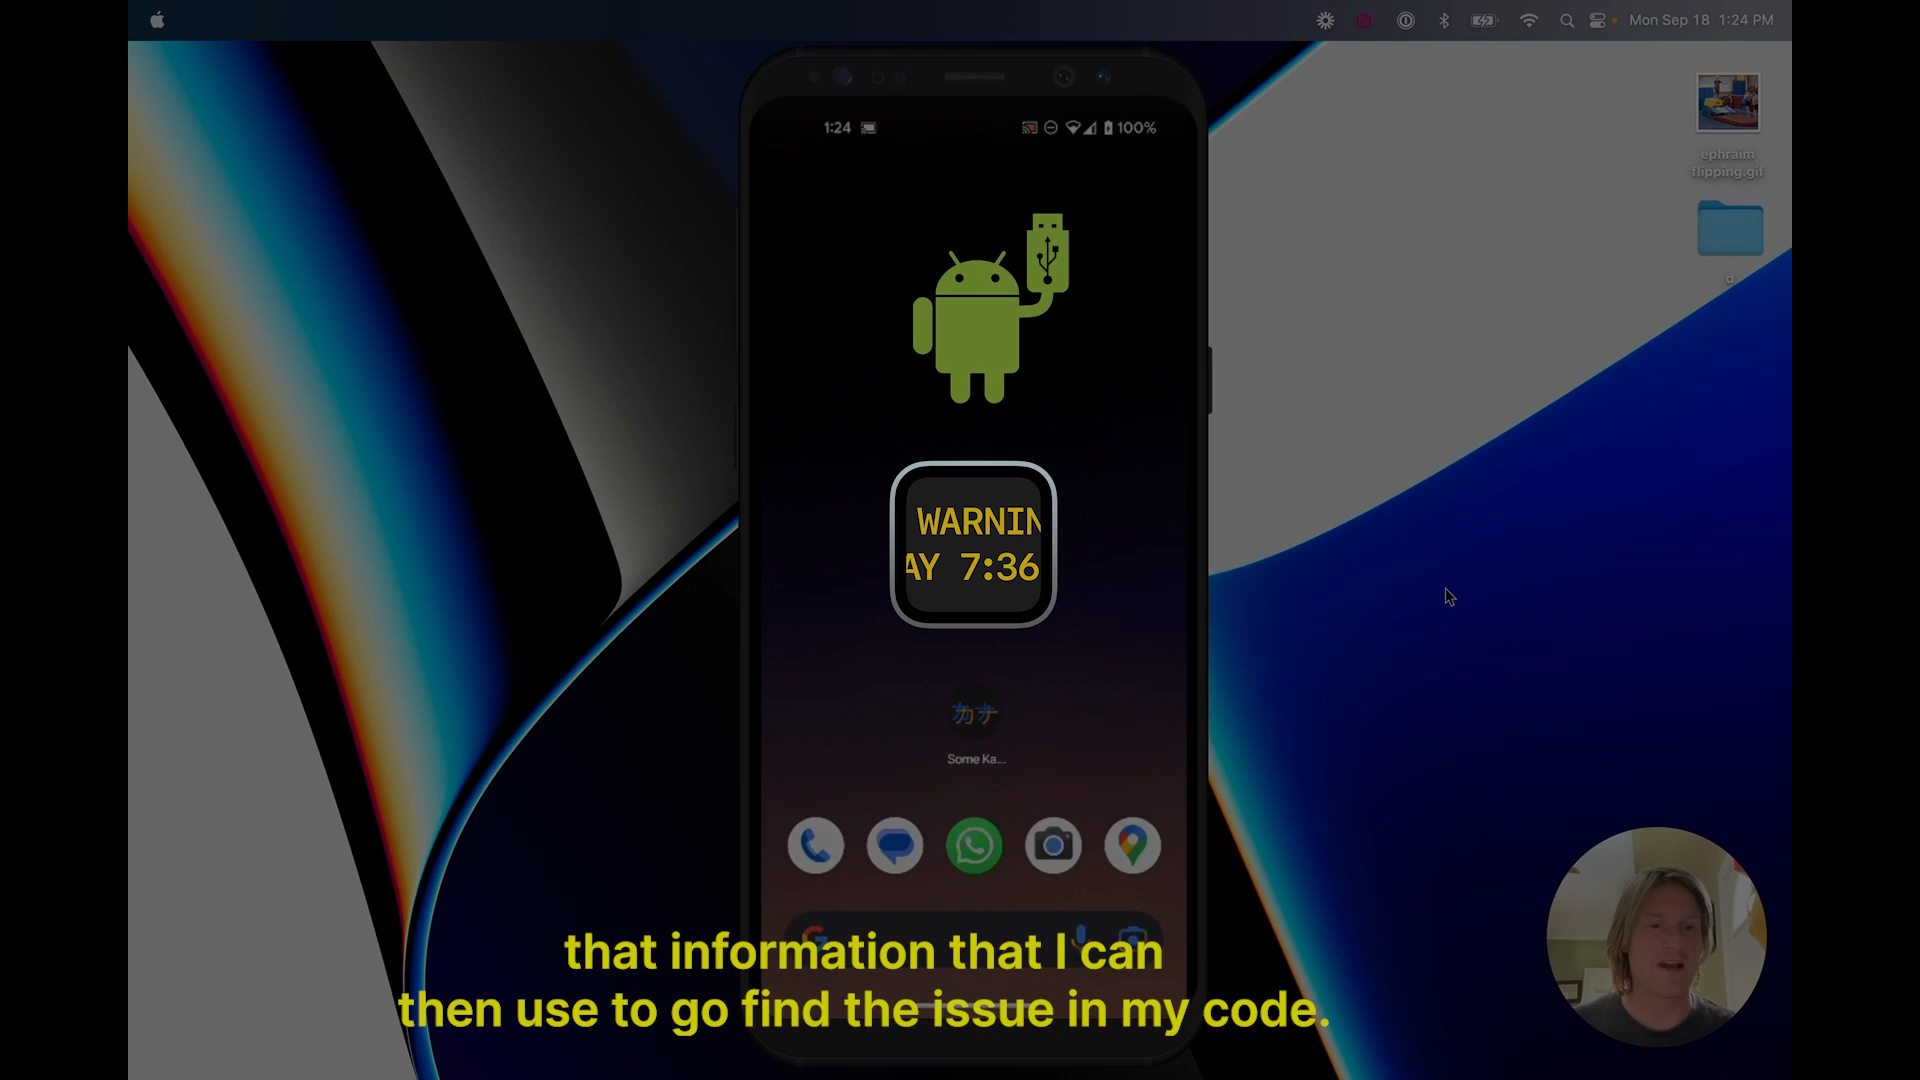 Mon Sep 18 1:24 PM
1:24
100%
ephraim
flipping.gif
d
WARNIN
AY 7:36
カナ
Some Ka...
that information that I can
then use to go find the issue in my code.